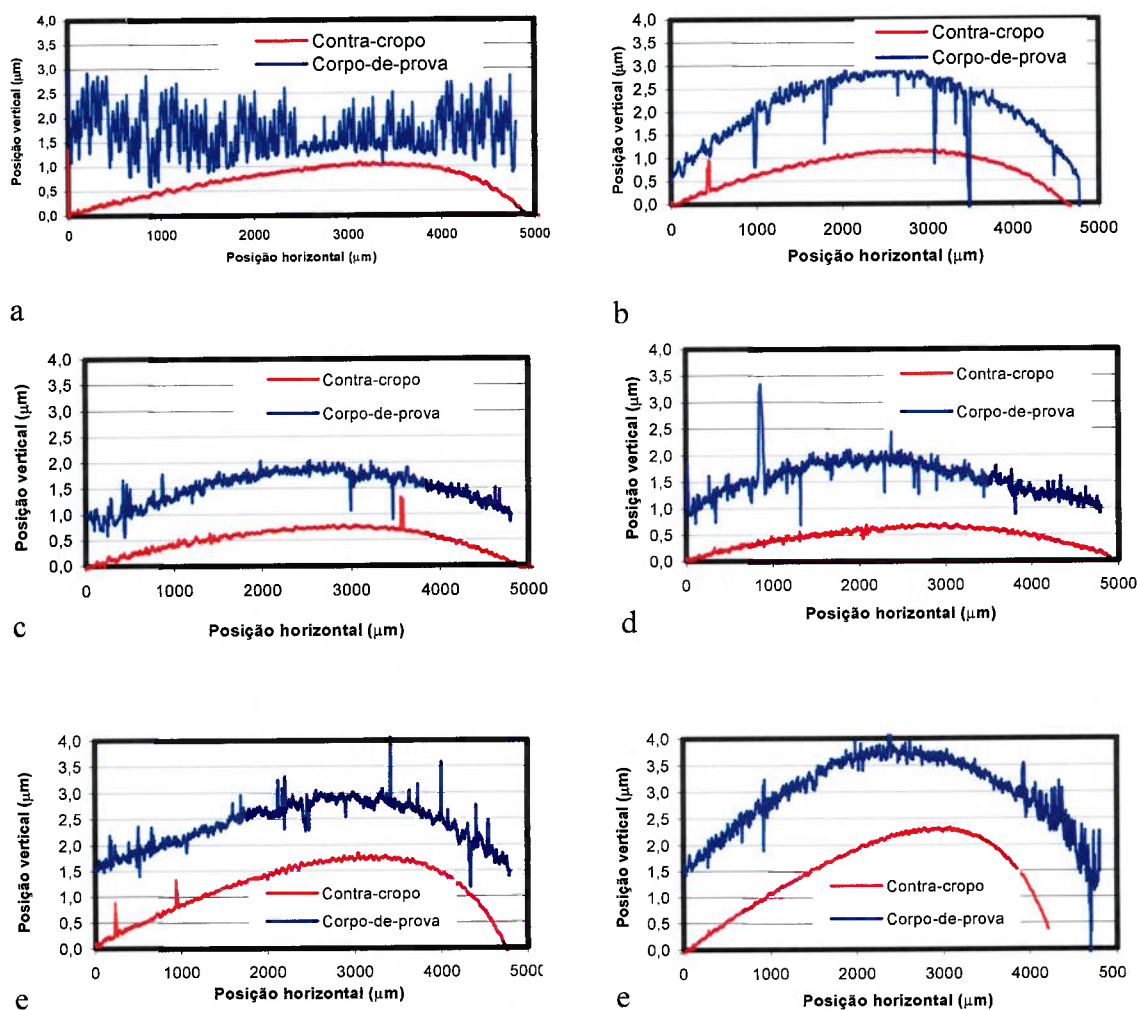 4,0
3,5
3,0
2,5
2,0
1,5
1,0
0,5
0,0
Posição vertical (µm)
Contra-cropo
Corpo-de-prova
0 1000 2000 3000 4000 5000
Posição horizontal (µm)
a
4,0
3,5
3,0
2,5
2,0
1,5
1,0
0,5
0,0
Posição vertical (µm)
Contra-cropo
Corpo-de-prova
0 1000 2000 3000 4000 5000
Posição horizontal (µm)
b
4,0
3,5
3,0
2,5
2,0
1,5
1,0
0,5
0,0
Posição vertical (µm)
Contra-cropo
Corpo-de-prova
0 1000 2000 3000 4000 5000
Posição horizontal (µm)
c
4,0
3,5
3,0
2,5
2,0
1,5
1,0
0,5
0,0
Posição vertical (µm)
Contra-cropo
Corpo-de-prova
0 1000 2000 3000 4000 5000
Posição horizontal (µm)
d
4,0
3,5
3,0
2,5
2,0
1,5
1,0
0,5
0,0
Posição vertical (µm)
Contra-cropo
Corpo-de-prova
0 1000 2000 3000 4000 5000
Posição horizontal (µm)
e
4,0
3,5
3,0
2,5
2,0
1,5
1,0
0,5
0,0
Posição vertical (µm)
Contra-cropo
Corpo-de-prova
0 1000 2000 3000 4000 500
Posição horizontal (µm)
e